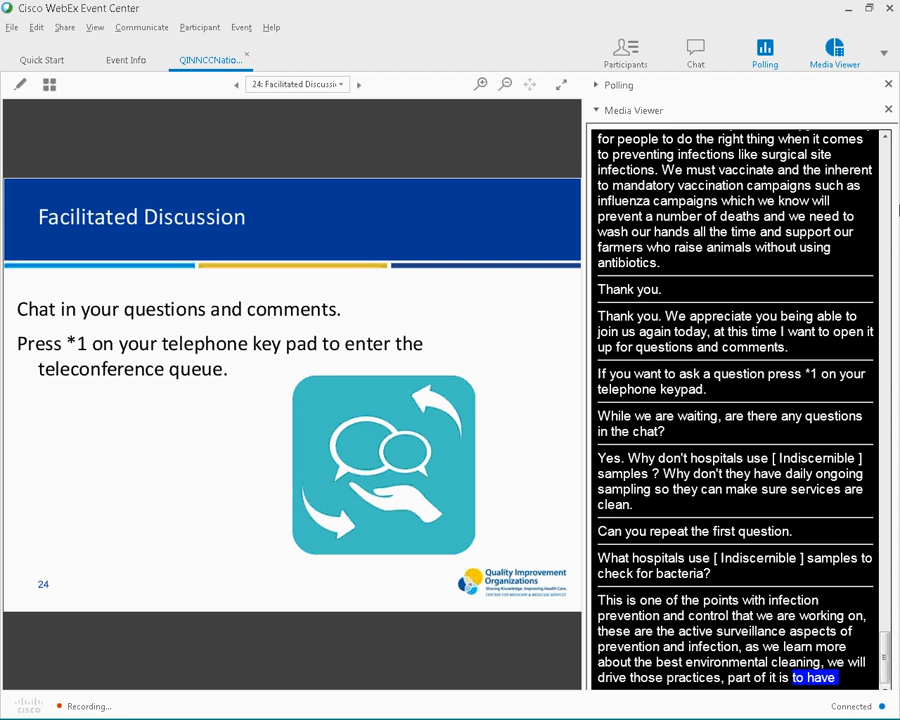 Cisco WebEx Event Center
File Edit Share View Communicate Participant Event Help
Quick Start Event Info QINNCCNatio...
Participants Chat Polling Media Viewer
24: Facilitated Discussi
Polling
Media Viewer
Facilitated Discussion
Chat in your questions and comments.
Press *1 on your telephone key pad to enter the
teleconference queue.
24
Quality Improvement
Organizations
Sharing Knowledge. Improving Health Care.
CENTERS FOR MEDICARE & MEDICAID SERVICES
for people to do the right thing when it comes
to preventing infections like surgical site
infections. We must vaccinate and the inherent
to mandatory vaccination campaigns such as
influenza campaigns which we know will
prevent a number of deaths and we need to
wash our hands all the time and support our
farmers who raise animals without using
antibiotics.
Thank you.
Thank you. We appreciate you being able to
join us again today, at this time I want to open it
up for questions and comments.
If you want to ask a question press *1 on your
telephone keypad.
While we are waiting, are there any questions
in the chat?
Yes. Why don't hospitals use [ Indiscernible ]
samples ? Why don't they have daily ongoing
sampling so they can make sure services are
clean.
Can you repeat the first question.
What hospitals use [ Indiscernible ] samples to
check for bacteria?
This is one of the points with infection
prevention and control that we are working on,
these are the active surveillance aspects of
prevention and infection, as we learn more
about the best environmental cleaning, we will
drive those practices, part of it is to have
cisco
Recording...
Connected